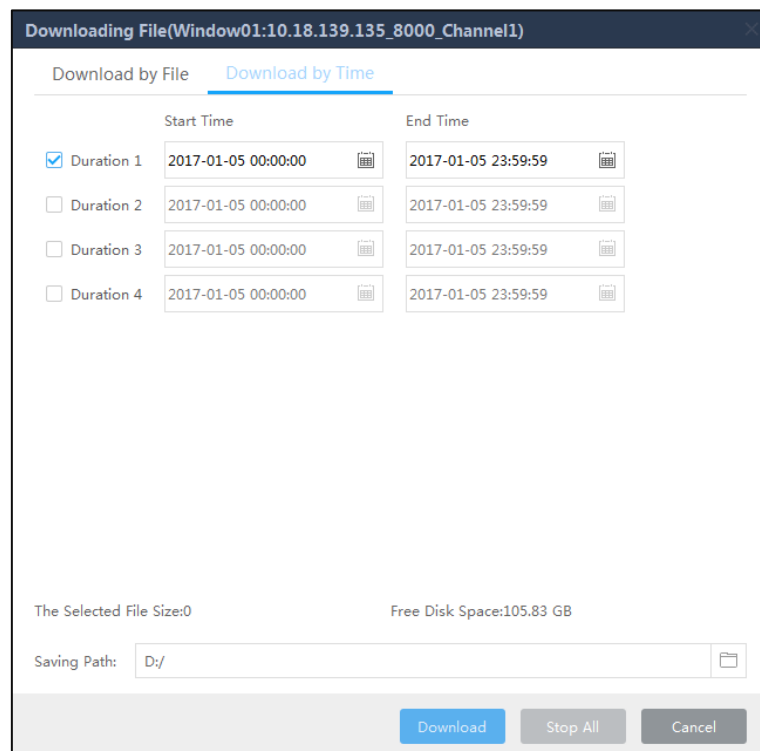 Downloading File(Window01:10.18.139.135_8000_Channel1)
Download by File Download by Time
Start Time End Time
Duration 1 2017-01-05 00:00:00 2017-01-05 23:59:59
Duration 2 2017-01-05 00:00:00 2017-01-05 23:59:59
Duration 3 2017-01-05 00:00:00 2017-01-05 23:59:59
Duration 4 2017-01-05 00:00:00 2017-01-05 23:59:59
The Selected File Size:0 Free Disk Space:105.83 GB
Saving Path: D:/
Download Stop All Cancel